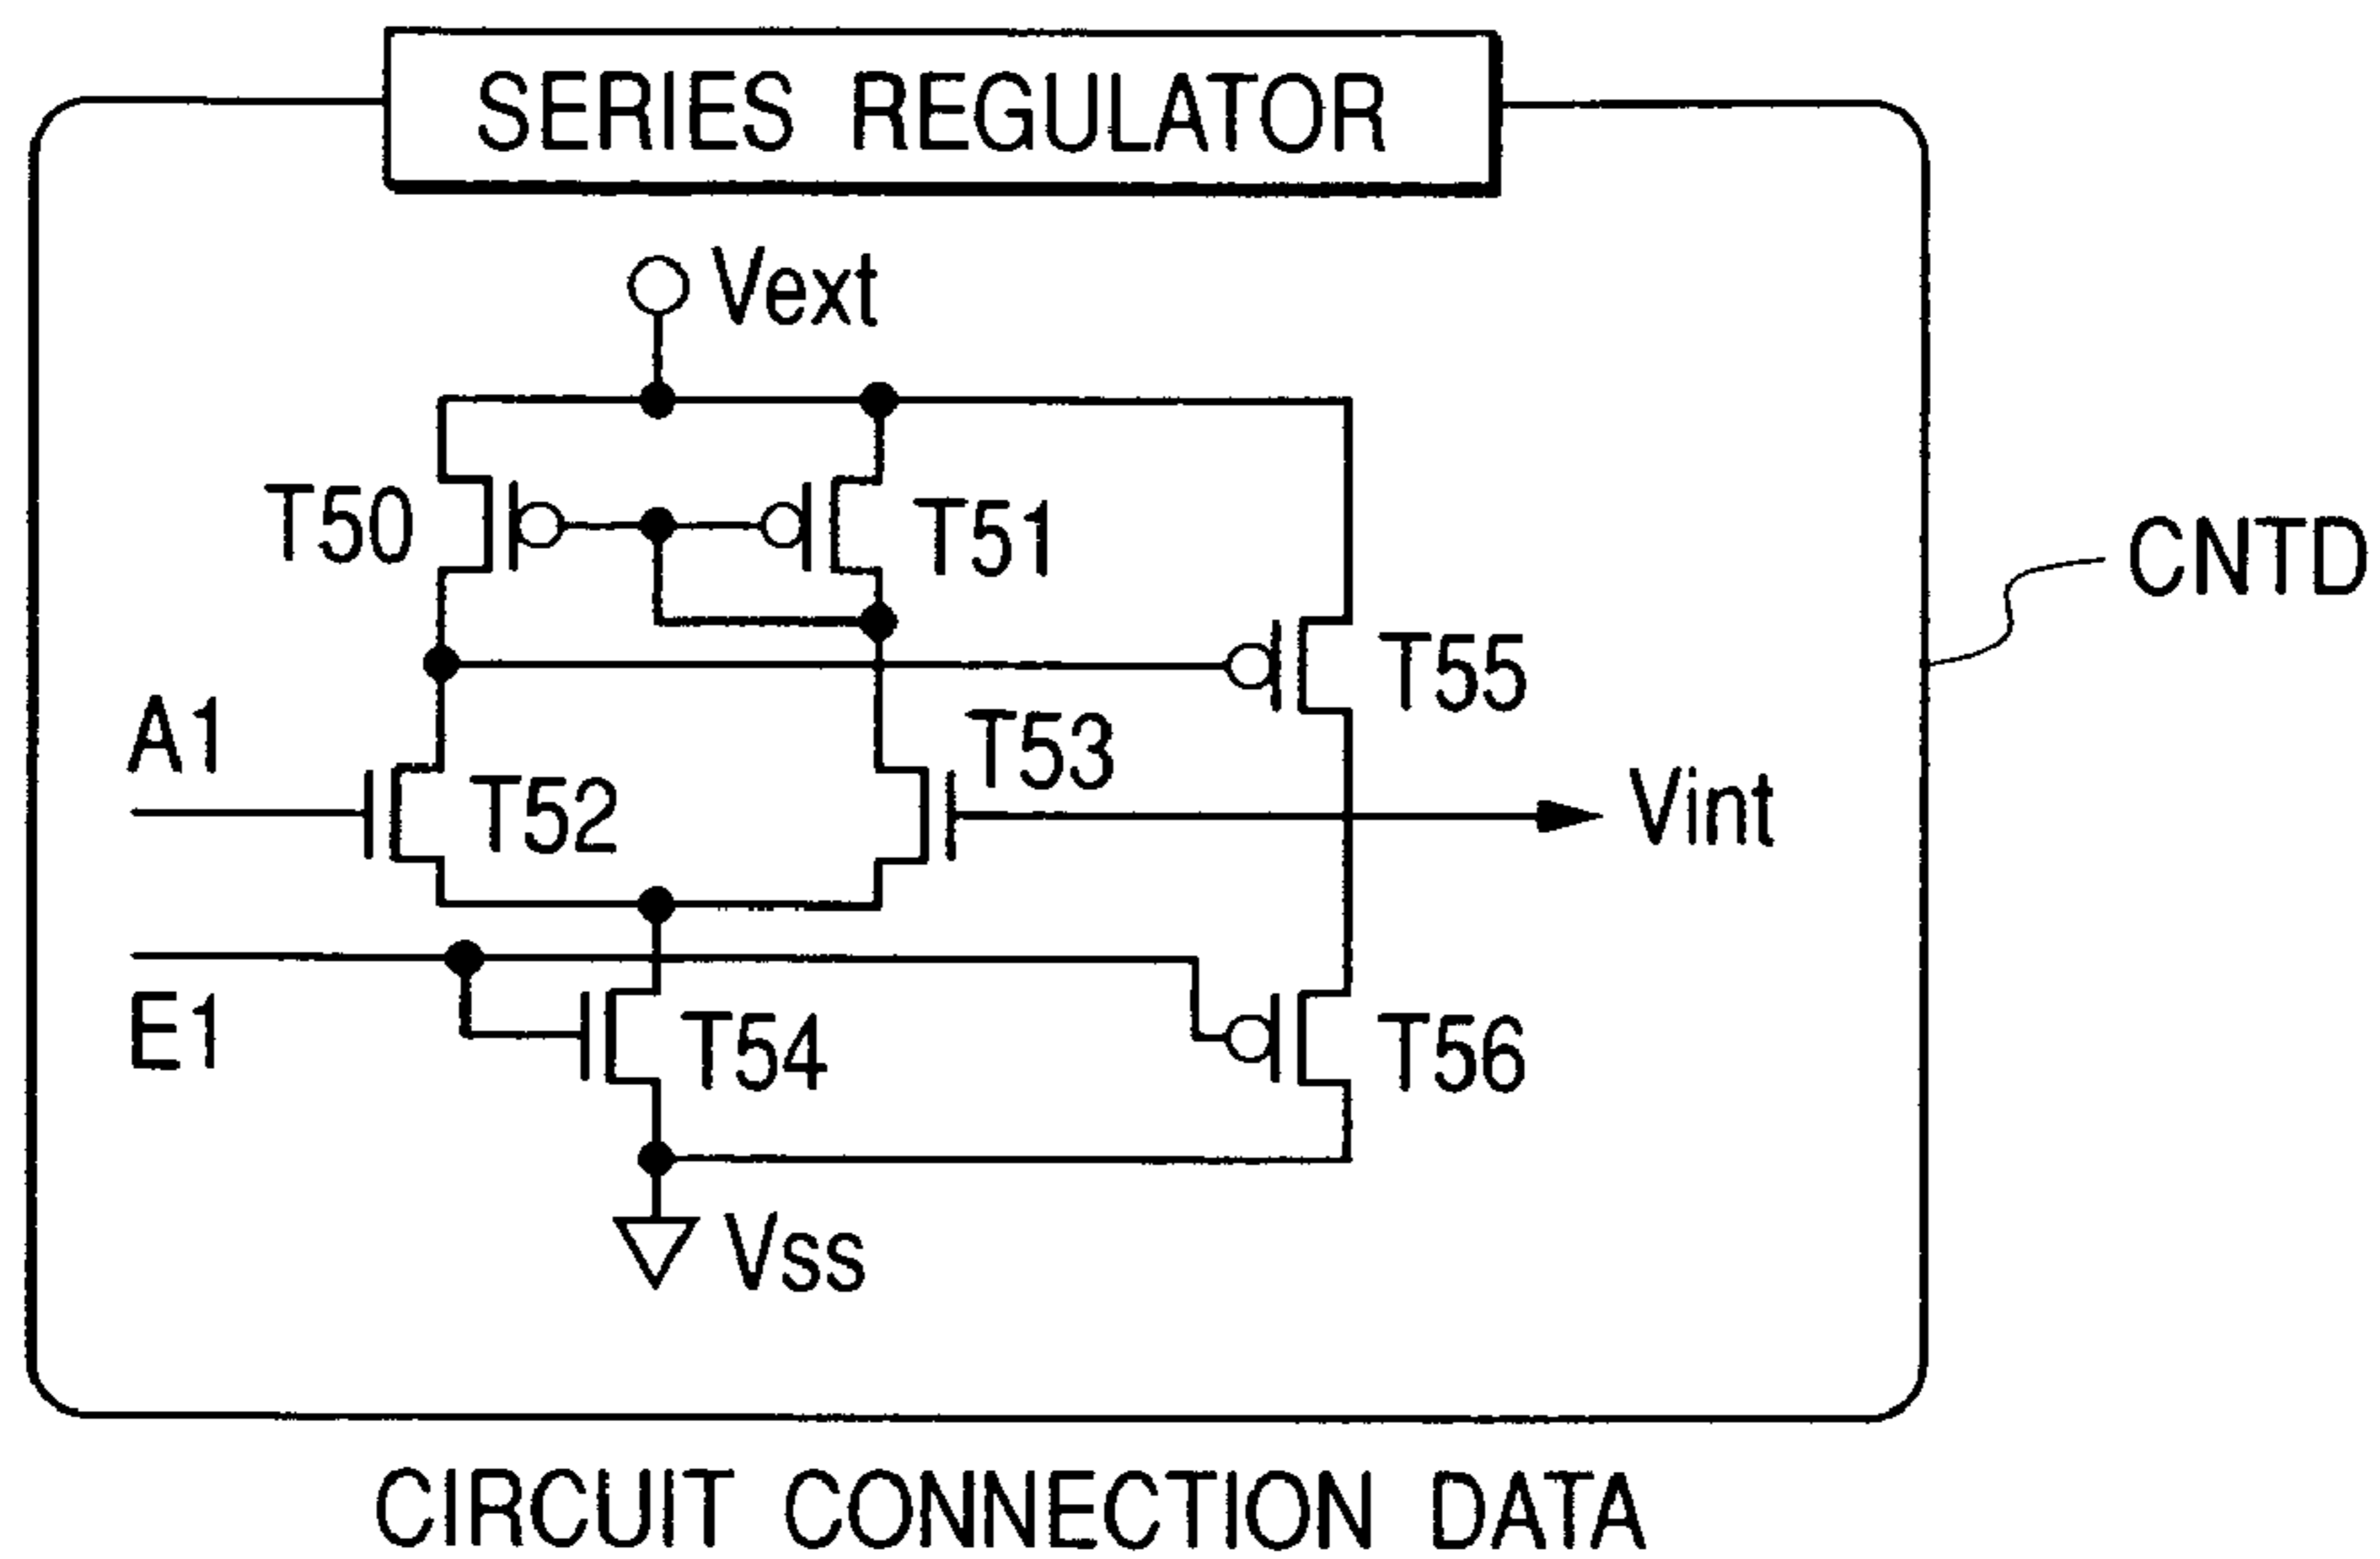 SERIES REGULATOR
Vext
T50
T51
CNTD
T55
A1
T53
T52
Vint
E1
T54
T56
Vss
CIRCUIT CONNECTION DATA